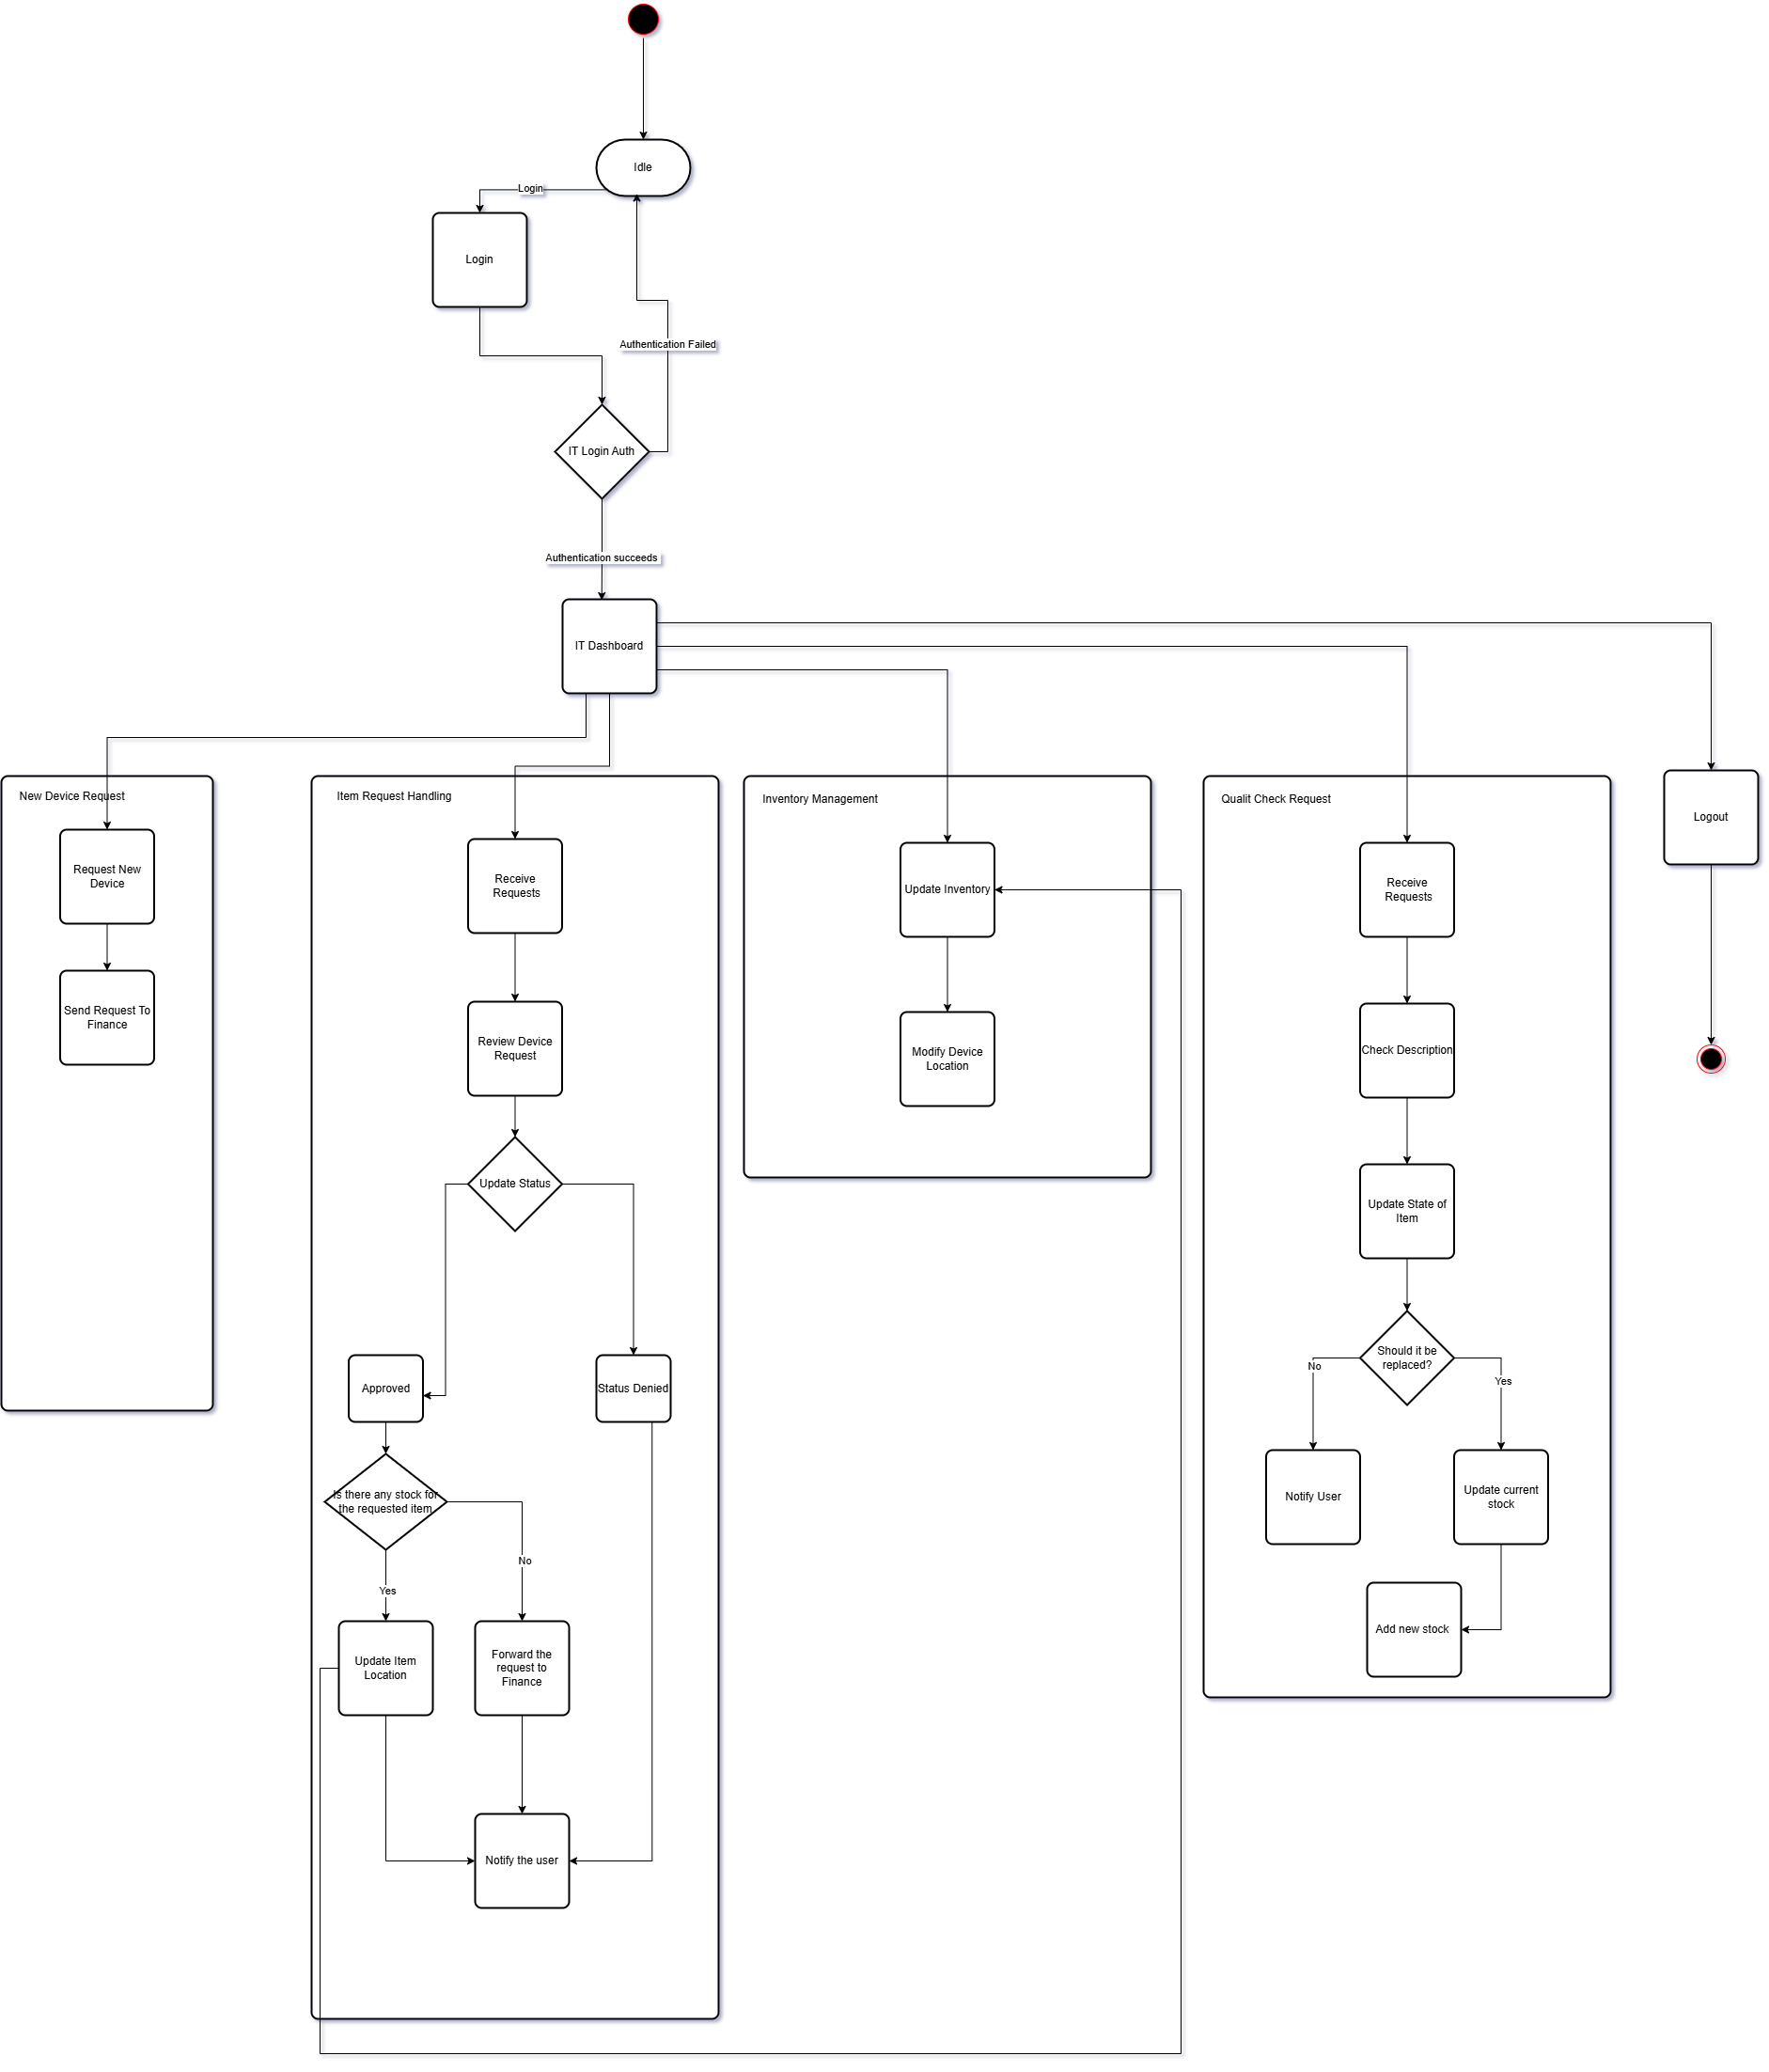 Idle
Login
Login
Authentication Failed
IT Login Auth
Authentication succeeds
IT Dashboard
New Device Request
Request New
Device
Send Request To
Finance
Item Request Handling
Receive
Requests
Review Device
Request
Update Status
Approved
Status Denied
Is there any stock for
the requested item
No
Yes
Update Item
Location
Forward the
request to
Finance
Notify the user
Inventory Management
Update Inventory
Modify Device
Location
Qualit Check Request
Receive
Requests
Check Description
Update State of
Item
Should it be
replaced?
No
Yes
Notify User
Update current
stock
Add new stock
Logout